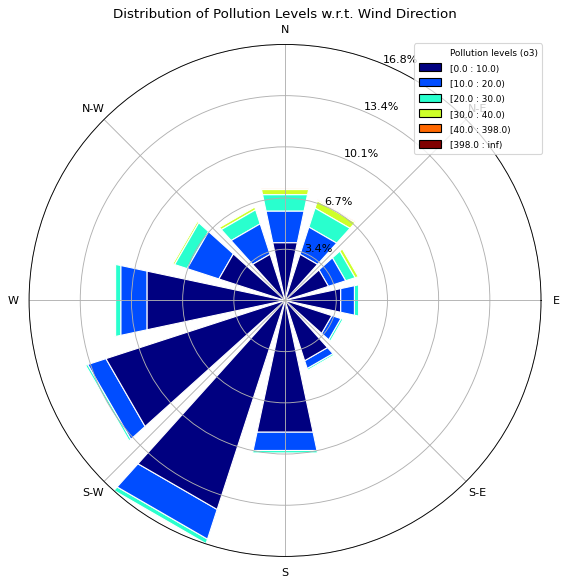 Distribution of Pollution Levels w.r.t. Wind Direction
N
16.8%
Pollution levels (o3)
[0.0 : 10.0)
[10.0 : 20.0)
[20.0 : 30.0)
[30.0 : 40.0)
[40.0 : 398.0)
[398.0 : inf)
N-W
N-E
13.4%
10.1%
6.7%
3.4%
W
E
S-W
S-E
S